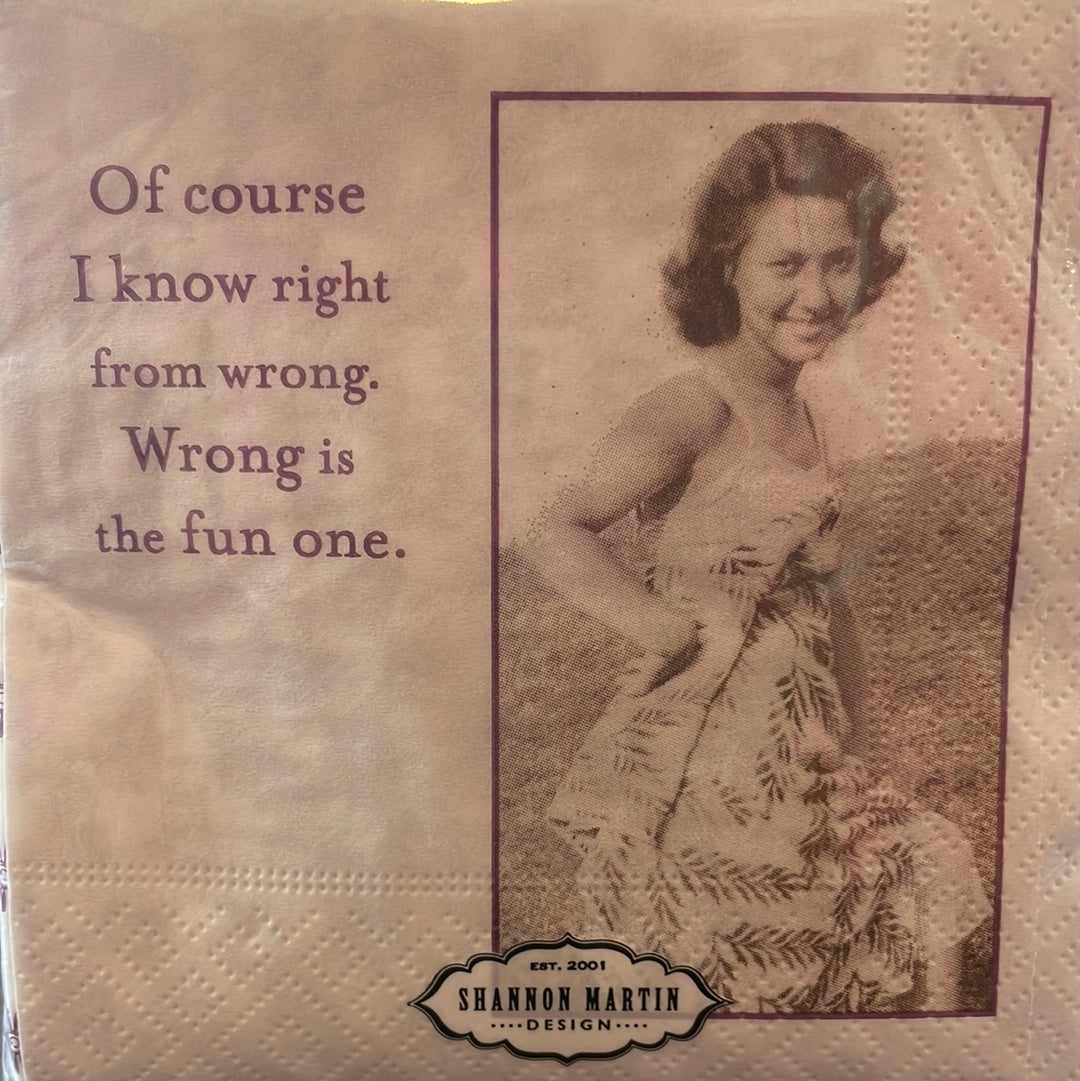 Of course
I know right
from wrong.
Wrong is
the fun one.
EST. 2001
SHANNON MARTIN
····DESIGN····